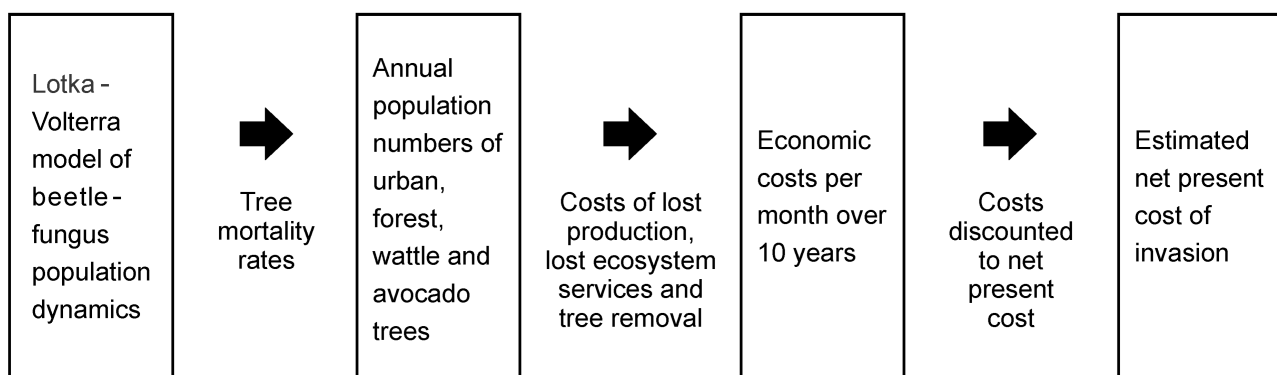 Lotka-
Volterra
model of
beetle-
fungus
population
dynamics
Tree
mortality
rates
Annual
population
numbers of
urban,
forest,
wattle and
avocado
trees
Costs of lost
production,
lost ecosystem
services and
tree removal
Economic
costs per
month over
10 years
Costs
discounted
to net
present
cost
Estimated
net present
cost of
invasion